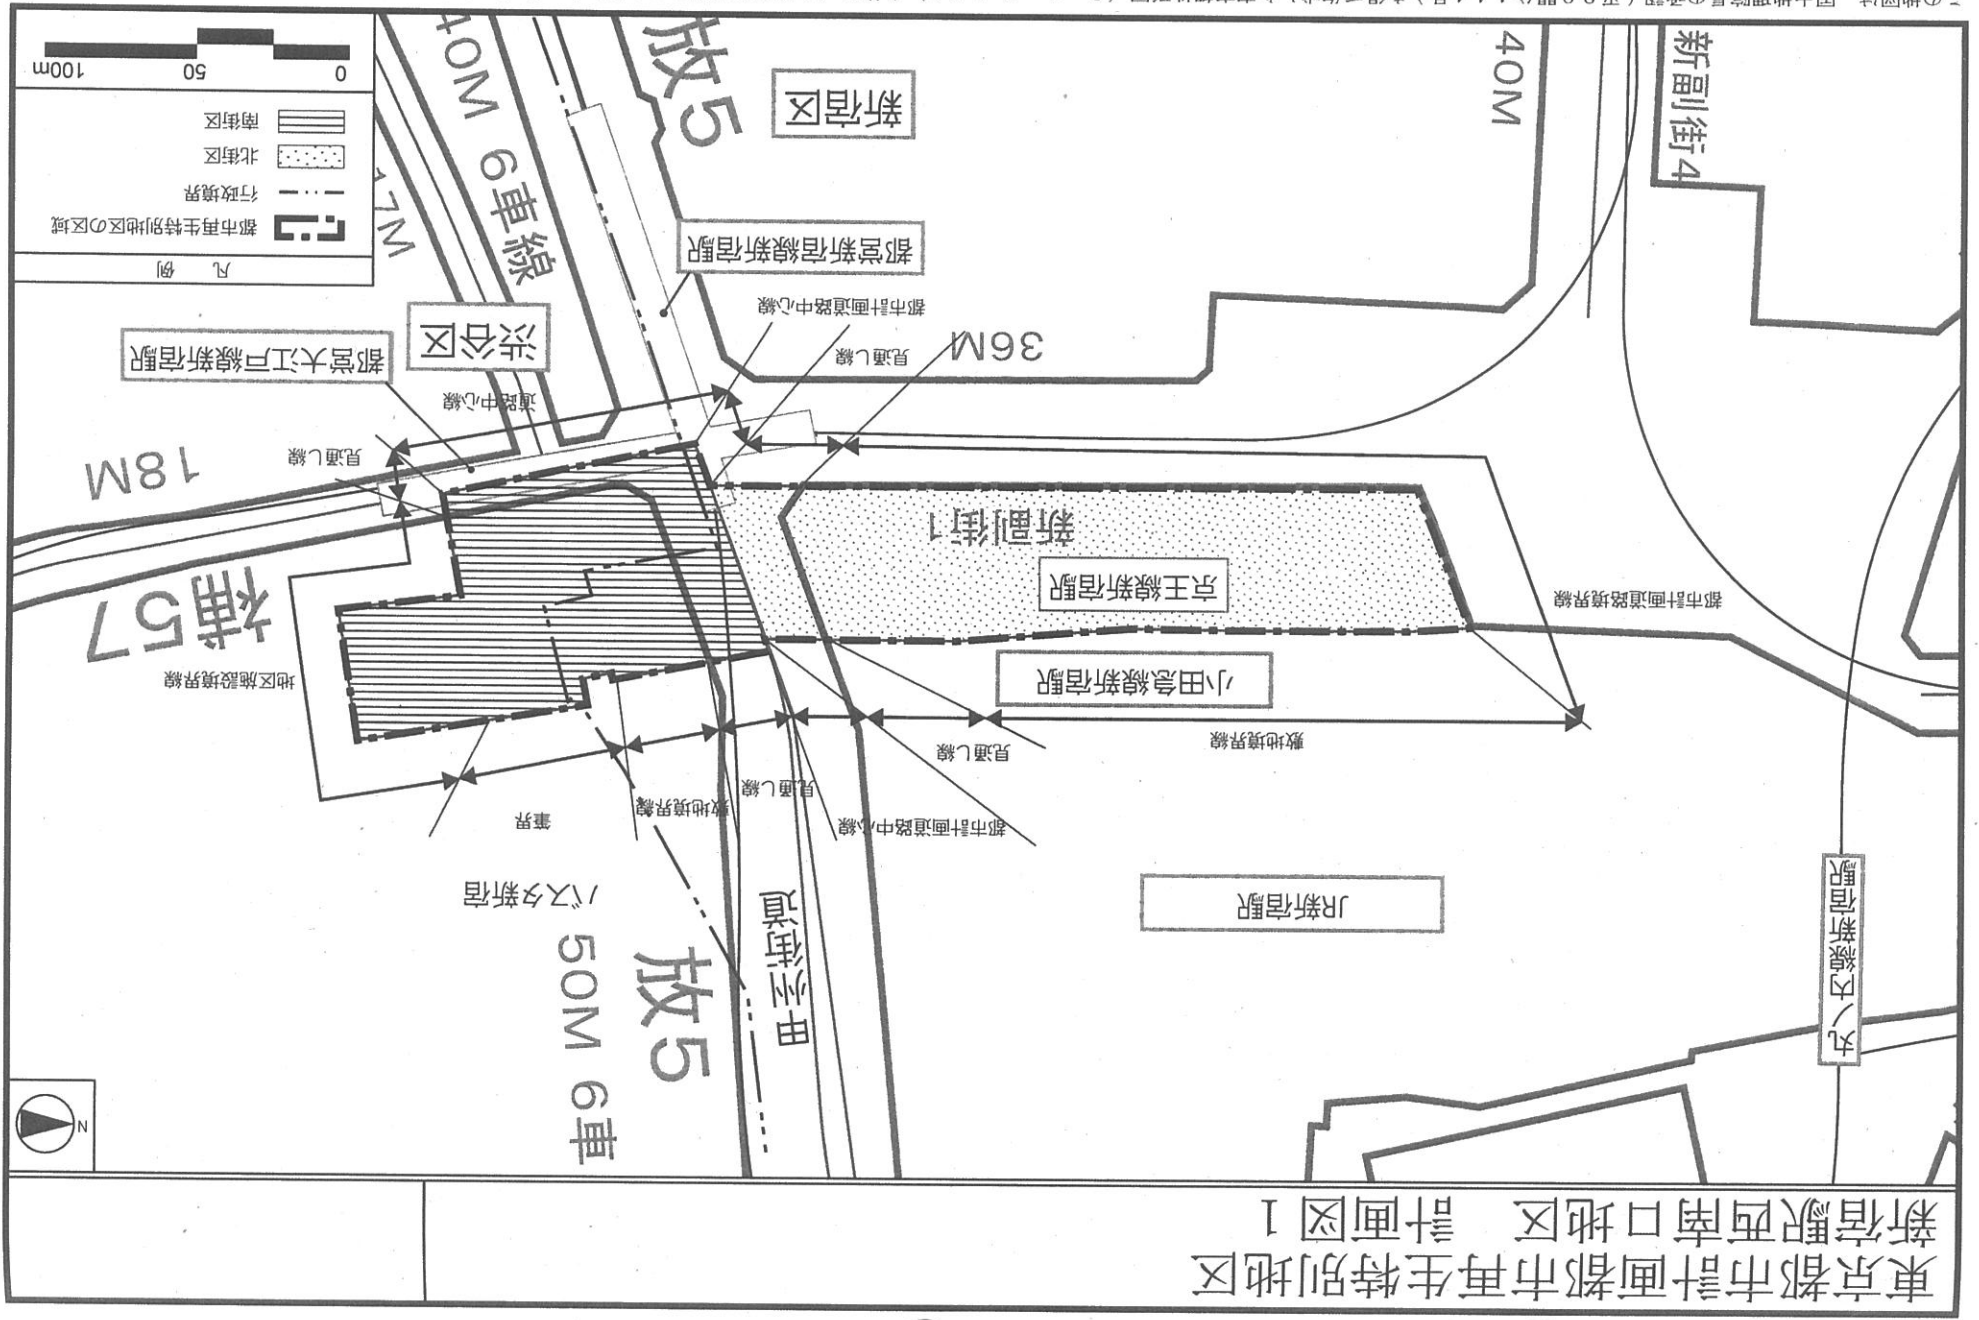 東京都市計画都市再生特別地区
新宿駅西南口地区　計画図 1
N
丸ノ内線新宿駅
JR新宿駅
甲州街道
放5
50M 6車
バスタ新宿
都市計画道路中心線
見通し線
敷地境界線
筆界
敷地境界線
見通し線
小田急線新宿駅
地区施設境界線
補57
都市計画道路境界線
京王線新宿駅
新副街1
18M
見通し線
道路中心線
36M
見通し線
都市計画道路中心線
都営大江戸線新宿駅
渋谷区
都営新宿線新宿駅
新宿区
新副街4
40M
放5
40M 6車線
17M
凡　例
都市再生特別地区の区域
行政境界
北街区
南街区
0 50 100m